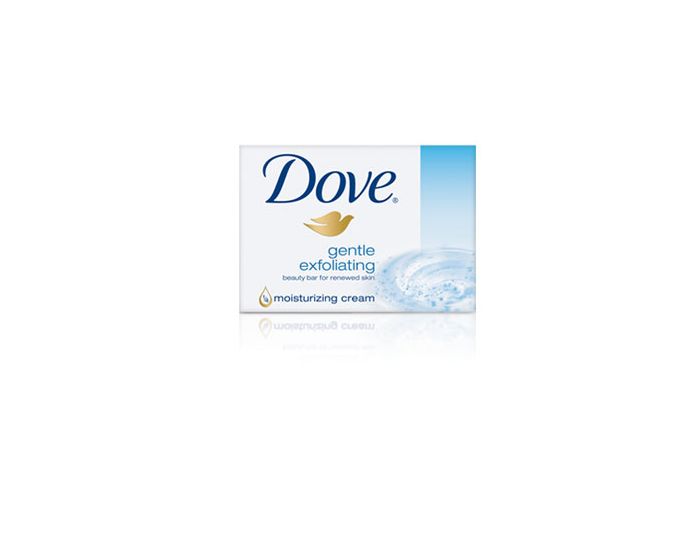 Dove®
gentle
exfoliating
beauty bar for renewed skin
¼ moisturizing cream